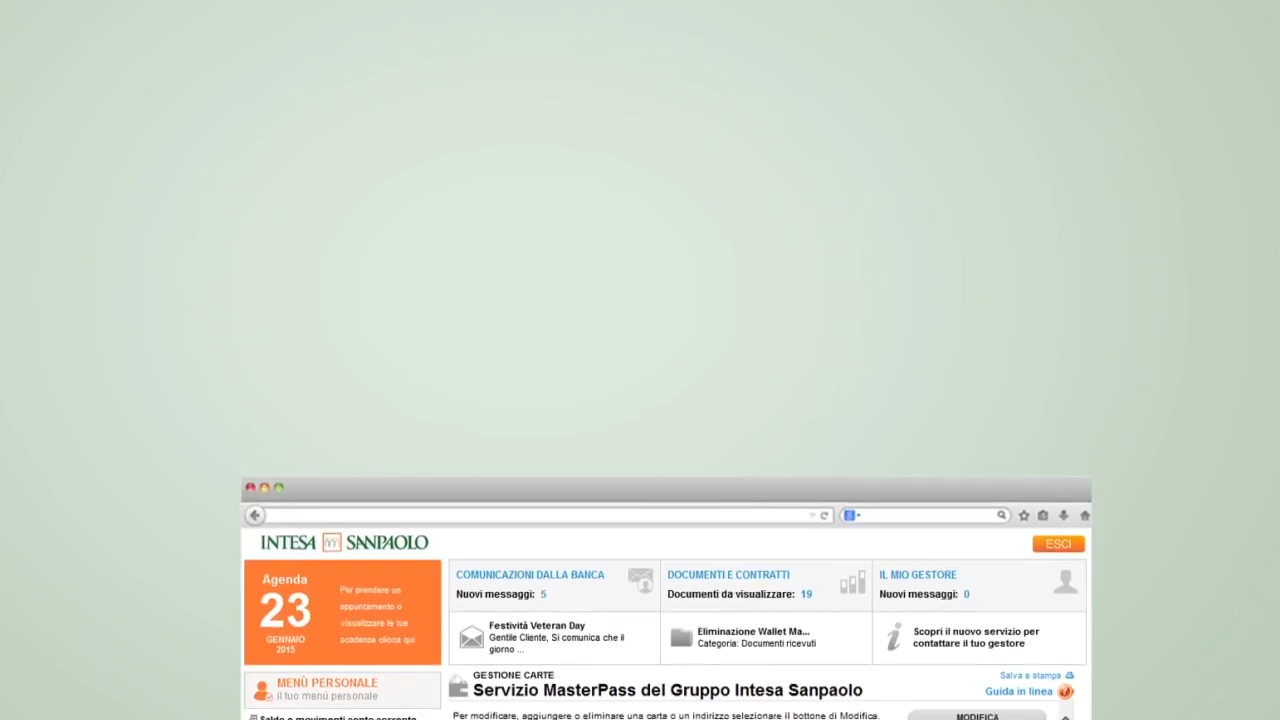 INTESA SANPAOLO
ESCI
Agenda
23
GENNAIO
2015
Per prendere un
appuntamento o
visualizzare le tue
scadenze clicca qui
COMUNICAZIONI DALLA BANCA
Nuovi messaggi: 5
Festività Veteran Day
Gentile Cliente, Si comunica che il
giorno ...
DOCUMENTI E CONTRATTI
Documenti da visualizzare: 19
Eliminazione Wallet Ma...
Categoria: Documenti ricevuti
IL MIO GESTORE
Nuovi messaggi: 0
Scopri il nuovo servizio per
contattare il tuo gestore
MENÙ PERSONALE
il tuo menù personale
Saldo e movimenti conto corrente
GESTIONE CARTE
Servizio MasterPass del Gruppo Intesa Sanpaolo
Salva e stampa
Guida in linea
Per modificare, aggiungere o eliminare una carta o un indirizzo selezionare il bottone di Modifica.
MODIFICA